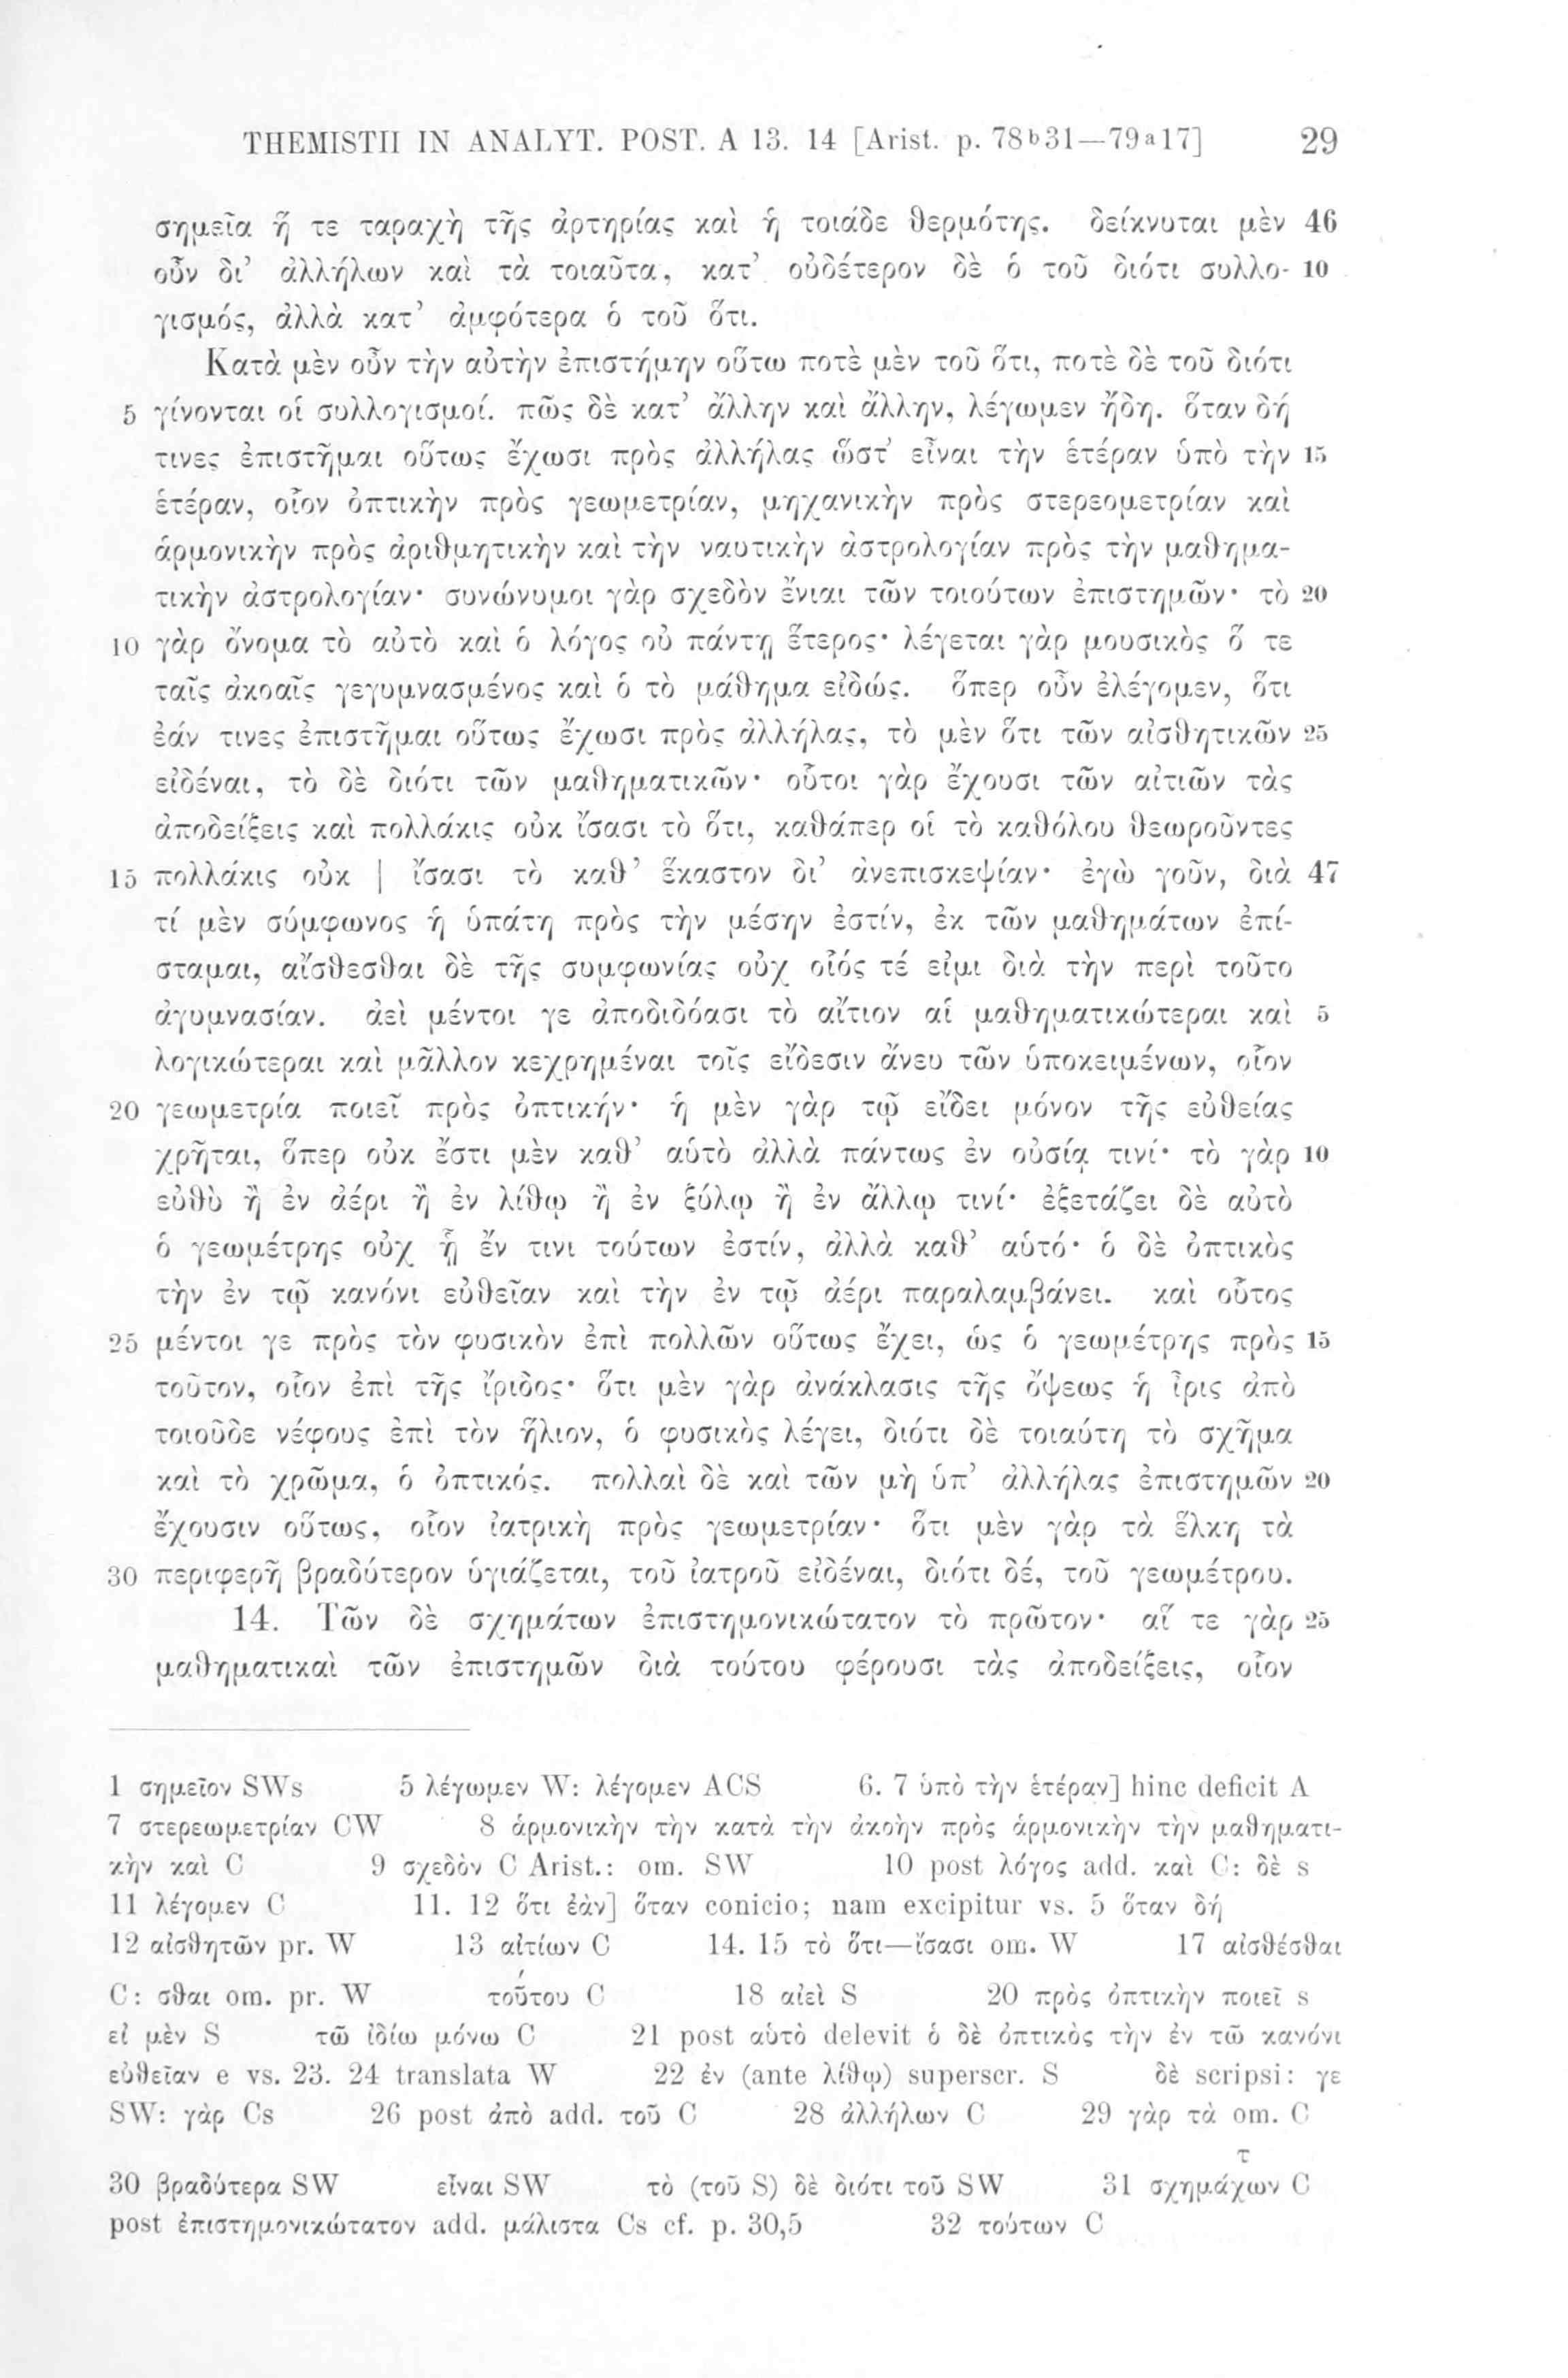 THEMISTII IN ANALYT. POST. A 13. 14 [Arist. p. 78b31—79a17] 29
σημεῖα ἥ τε ταραχὴ τῆς ἀρτηρίας καὶ ἡ τοιάδε θερμότης. δείκνυται μὲν 46
οὖν δι’ ἀλλήλων καὶ τὰ τοιαῦτα, κατ’ οὐδέτερον δὲ ὁ τοῦ διότι συλλο- 10
γισμός, ἀλλὰ κατ’ ἀμφότερα ὁ τοῦ ὅτι.
Κατὰ μὲν οὖν τὴν αὐτὴν ἐπιστήμην οὕτω ποτὲ μὲν τοῦ ὅτι, ποτὲ δὲ τοῦ διότι
5 γίνονται οἱ συλλογισμοί. πῶς δὲ κατ’ ἄλλην καὶ ἄλλην, λέγωμεν ἤδη. ὅταν δή
τινες ἐπιστῆμαι οὕτως ἔχωσι πρὸς ἀλλήλας ὥστ’ εἶναι τὴν ἑτέραν ὑπὸ τὴν 15
ἑτέραν, οἷον ὀπτικὴν πρὸς γεωμετρίαν, μηχανικὴν πρὸς στερεομετρίαν καὶ
ἁρμονικὴν πρὸς ἀριθμητικὴν καὶ τὴν ναυτικὴν ἀστρολογίαν πρὸς τὴν μαθημα-
τικὴν ἀστρολογίαν· συνώνυμοι γὰρ σχεδὸν ἔνιαι τῶν τοιούτων ἐπιστημῶν· τὸ 20
10 γὰρ ὄνομα τὸ αὐτὸ καὶ ὁ λόγος οὐ πάντῃ ἕτερος· λέγεται γὰρ μουσικὸς ὅ τε
ταῖς ἀκοαῖς γεγυμνασμένος καὶ ὁ τὸ μάθημα εἰδώς. ὅπερ οὖν ἐλέγομεν, ὅτι
ἐάν τινες ἐπιστῆμαι οὕτως ἔχωσι πρὸς ἀλλήλας, τὸ μὲν ὅτι τῶν αἰσθητικῶν 25
εἰδέναι, τὸ δὲ διότι τῶν μαθηματικῶν· οὗτοι γὰρ ἔχουσι τῶν αἰτιῶν τὰς
ἀποδείξεις καὶ πολλάκις οὐκ ἴσασι τὸ ὅτι, καθάπερ οἱ τὸ καθόλου θεωροῦντες
15 πολλάκις οὐκ | ἴσασι τὸ καθ’ ἕκαστον δι’ ἀνεπισκεψίαν· ἐγὼ γοῦν, διὰ 47
τί μὲν σύμφωνος ἡ ὑπάτη πρὸς τὴν μέσην ἐστίν, ἐκ τῶν μαθημάτων ἐπί-
σταμαι, αἴσθεσθαι δὲ τῆς συμφωνίας οὐχ οἷός τέ εἰμι διὰ τὴν περὶ τοῦτο
ἀγυμνασίαν. ἀεὶ μέντοι γε ἀποδιδόασι τὸ αἴτιον αἱ μαθηματικώτεραι καὶ 5
λογικώτεραι καὶ μᾶλλον κεχρημέναι τοῖς εἴδεσιν ἄνευ τῶν ὑποκειμένων, οἷον
20 γεωμετρία ποιεῖ πρὸς ὀπτικήν· ἡ μὲν γὰρ τῷ εἴδει μόνον τῆς εὐθείας
χρῆται, ὅπερ οὐκ ἔστι μὲν καθ’ αὑτὸ ἀλλὰ πάντως ἐν οὐσίᾳ τινί· τὸ γὰρ 10
εὐθὺ ἢ ἐν ἀέρι ἢ ἐν λίθῳ ἢ ἐν ξύλῳ ἢ ἐν ἄλλῳ τινί· ἐξετάζει δὲ αὐτὸ
ὁ γεωμέτρης οὐχ ᾗ ἔν τινι τούτων ἐστίν, ἀλλὰ καθ’ αὑτό· ὁ δὲ ὀπτικὸς
τὴν ἐν τῷ κανόνι εὐθεῖαν καὶ τὴν ἐν τῷ ἀέρι παραλαμβάνει. καὶ οὗτος
25 μέντοι γε πρὸς τὸν φυσικὸν ἐπὶ πολλῶν οὕτως ἔχει, ὡς ὁ γεωμέτρης πρὸς 15
τοῦτον, οἷον ἐπὶ τῆς ἴριδος· ὅτι μὲν γὰρ ἀνάκλασις τῆς ὄψεως ἡ ἶρις ἀπὸ
τοιοῦδε νέφους ἐπὶ τὸν ἥλιον, ὁ φυσικὸς λέγει, διότι δὲ τοιαύτη τὸ σχῆμα
καὶ τὸ χρῶμα, ὁ ὀπτικός. πολλαὶ δὲ καὶ τῶν μὴ ὑπ’ ἀλλήλας ἐπιστημῶν 20
ἔχουσιν οὕτως, οἷον ἰατρικὴ πρὸς γεωμετρίαν· ὅτι μὲν γὰρ τὰ ἕλκη τὰ
30 περιφερῆ βραδύτερον ὑγιάζεται, τοῦ ἰατροῦ εἰδέναι, διότι δέ, τοῦ γεωμέτρου.
14. Τῶν δὲ σχημάτων ἐπιστημονικώτατον τὸ πρῶτον· αἵ τε γὰρ 25
μαθηματικαὶ τῶν ἐπιστημῶν διὰ τούτου φέρουσι τὰς ἀποδείξεις, οἷον
1 σημεῖον SWs 5 λέγωμεν W: λέγομεν ACS 6. 7 ὑπὸ τὴν ἑτέραν] hinc deficit A
7 στερεωμετρίαν CW 8 ἁρμονικὴν τὴν κατὰ τὴν ἀκοὴν πρὸς ἁρμονικὴν τὴν μαθηματι-
κὴν καὶ C 9 σχεδὸν C Arist.: om. SW 10 post λόγος add. καὶ C: δὲ s
11 λέγομεν C 11. 12 ὅτι ἐὰν] ὅταν conicio; nam excipitur vs. 5 ὅταν δή
12 αἰσθητῶν pr. W 13 αἰτίων C 14. 15 τὸ ὅτι—ἴσασι om. W 17 αἰσθέσθαι
C: σθαι om. pr. W τούτου C 18 αἰεὶ S 20 πρὸς ὀπτικὴν ποιεῖ s
εἰ μὲν S τῶ ἰδίω μόνω C 21 post αὑτὸ delevit ὁ δὲ ὀπτικὸς τὴν ἐν τῶ κανόνι
εὐθεῖαν e vs. 23. 24 translata W 22 ἐν (ante λίθῳ) superscr. S δὲ scripsi: γε
SW: γὰρ Cs 26 post ἀπὸ add. τοῦ C 28 ἀλλήλων C 29 γὰρ τὰ om. C
30 βραδύτερα SW εἶναι SW τὸ (τοῦ S) δὲ διότι τοῦ SW 31 σχημάχων C
post ἐπιστημονικώτατον add. μάλιστα Cs cf. p. 30,5 32 τούτων C